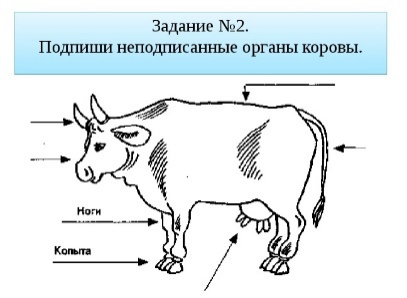 Задание №2.
Подпиши неподписанные органы коровы.
Ноги
Копыта